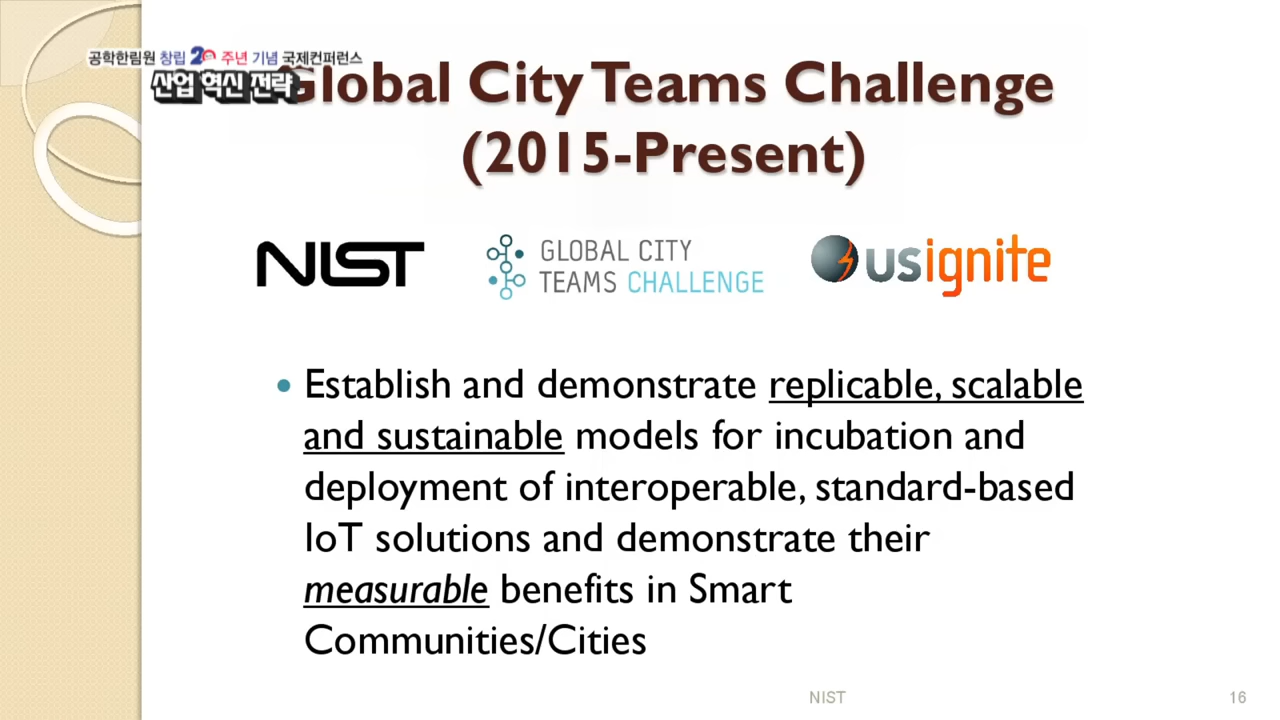 공학한림원 창립 20 주년 기념 국제컨퍼런스
산업 혁신 전략
Global City Teams Challenge
(2015-Present)
NIST
GLOBAL CITY
TEAMS CHALLENGE
usignite
• Establish and demonstrate replicable, scalable
and sustainable models for incubation and
deployment of interoperable, standard-based
IoT solutions and demonstrate their
measurable benefits in Smart
Communities/Cities
NIST
16